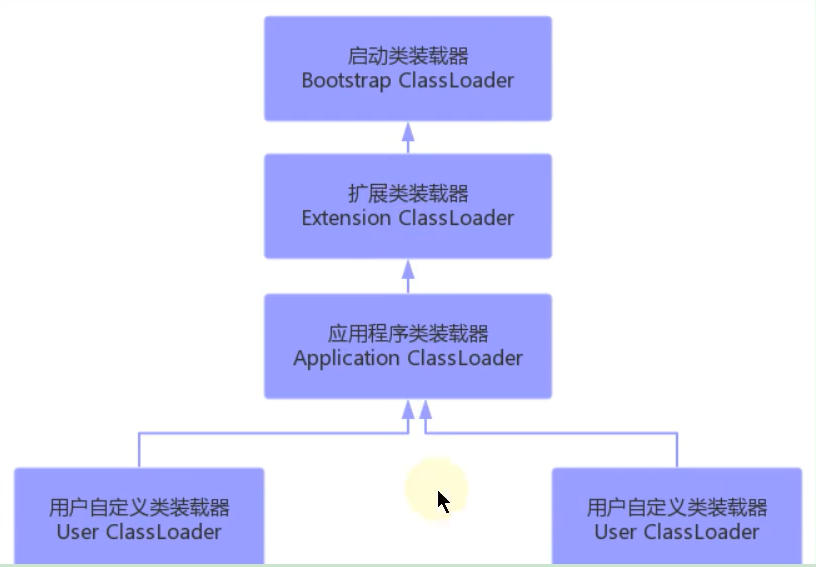 启动类装载器
Bootstrap ClassLoader
扩展类装载器
Extension ClassLoader
应用程序类装载器
Application ClassLoader
用户自定义类装载器
User ClassLoader
用户自定义类装载器
User ClassLoader